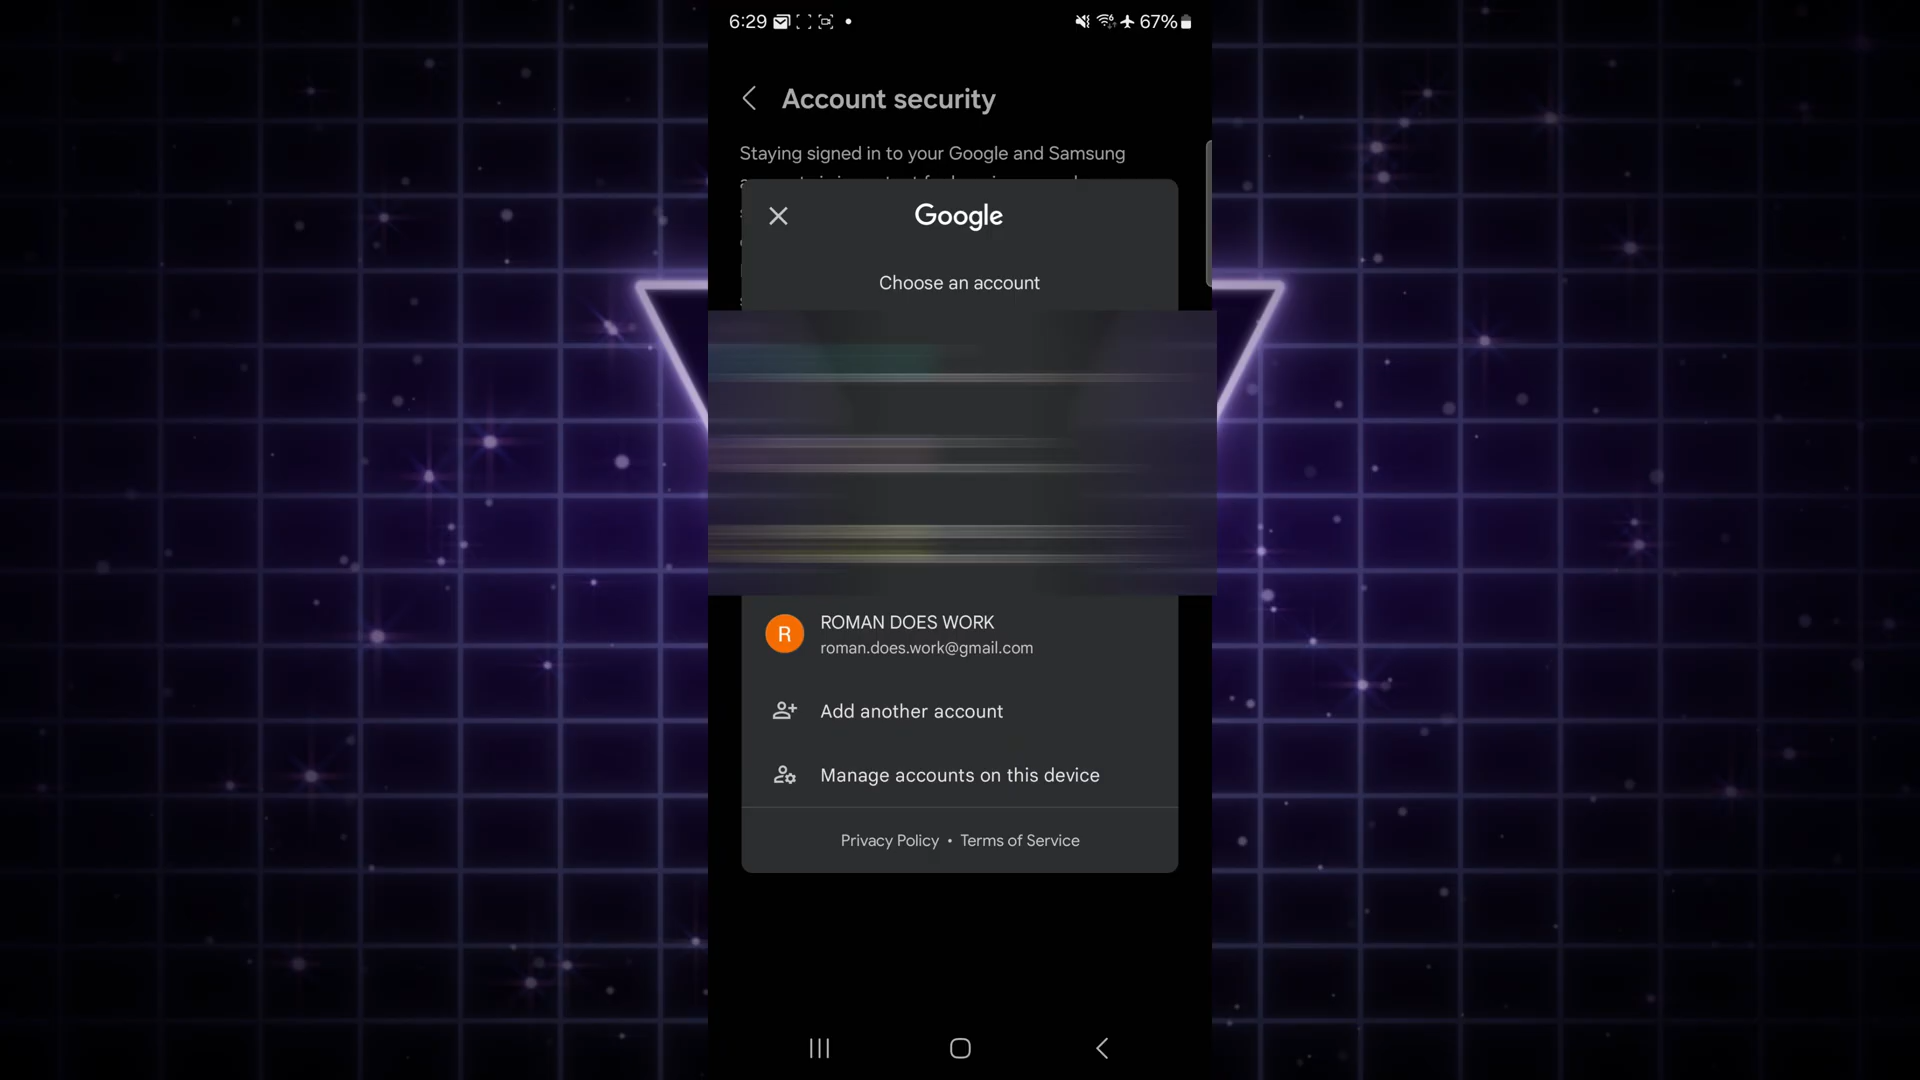 6:29
67%
Account security
Staying signed in to your Google and Samsung
Google
Choose an account
R
ROMAN DOES WORK
roman.does.work@gmail.com
Add another account
Manage accounts on this device
Privacy Policy • Terms of Service